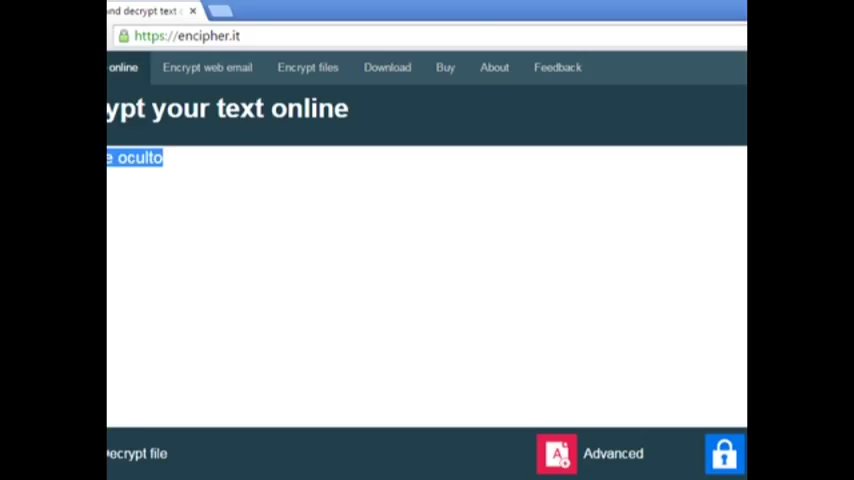 and decrypt text
https://encipher.it
online Encrypt web email Encrypt files Download Buy About Feedback
ypt your text online
e oculto
ecrypt file Advanced